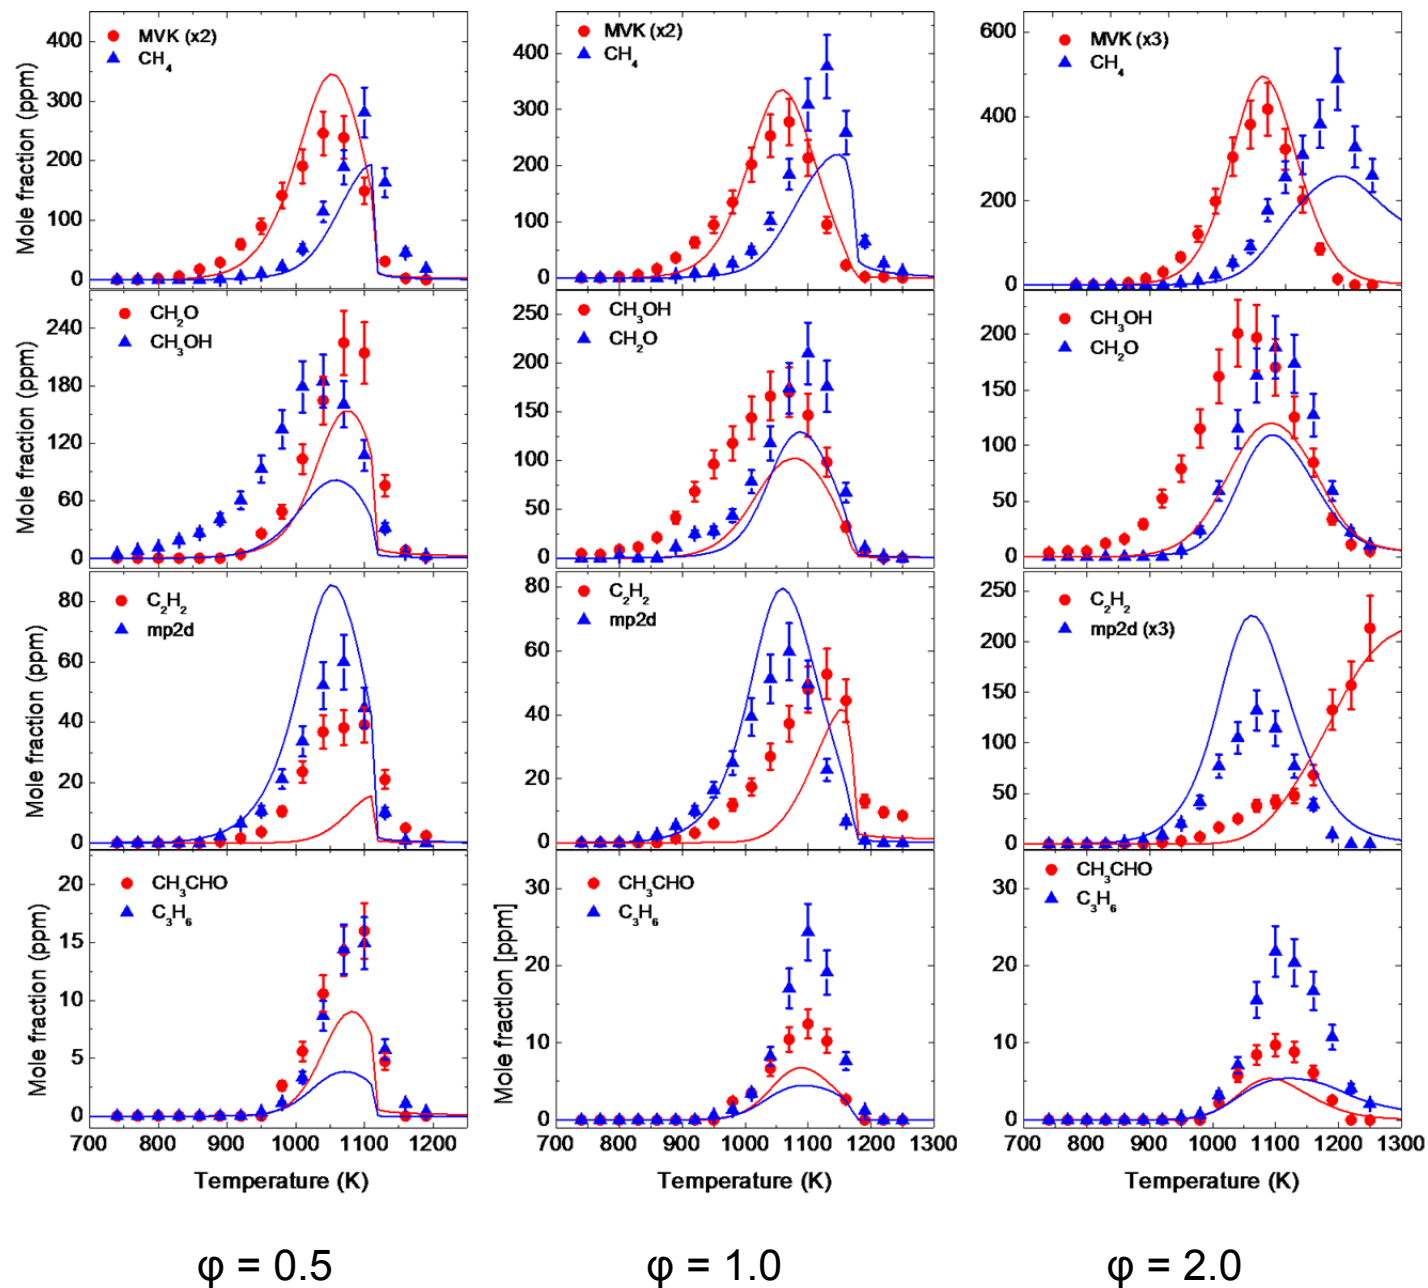 MVK (x2)
CH₄
400
300
200
100
0
Mole fraction (ppm)
MVK (x2)
CH₄
400
300
200
100
0
MVK (x3)
CH₄
600
400
200
0
CH₂O
CH₃OH
240
180
120
60
0
Mole fraction (ppm)
CH₃OH
CH₂O
250
200
150
100
50
0
CH₃OH
CH₂O
200
150
100
50
0
C₂H₂
mp2d
80
60
40
20
0
Mole fraction (ppm)
C₂H₂
mp2d
80
60
40
20
0
C₂H₂
mp2d (x3)
250
200
150
100
50
0
CH₃CHO
C₃H₆
20
15
10
5
0
Mole fraction (ppm)
700 800 900 1000 1100 1200
Temperature (K)
CH₃CHO
C₃H₆
30
20
10
0
Mole fraction [ppm]
700 800 900 1000 1100 1200 1300
Temperature (K)
CH₃CHO
C₃H₆
30
20
10
0
700 800 900 1000 1100 1200 1300
Temperature (K)
φ = 0.5
φ = 1.0
φ = 2.0